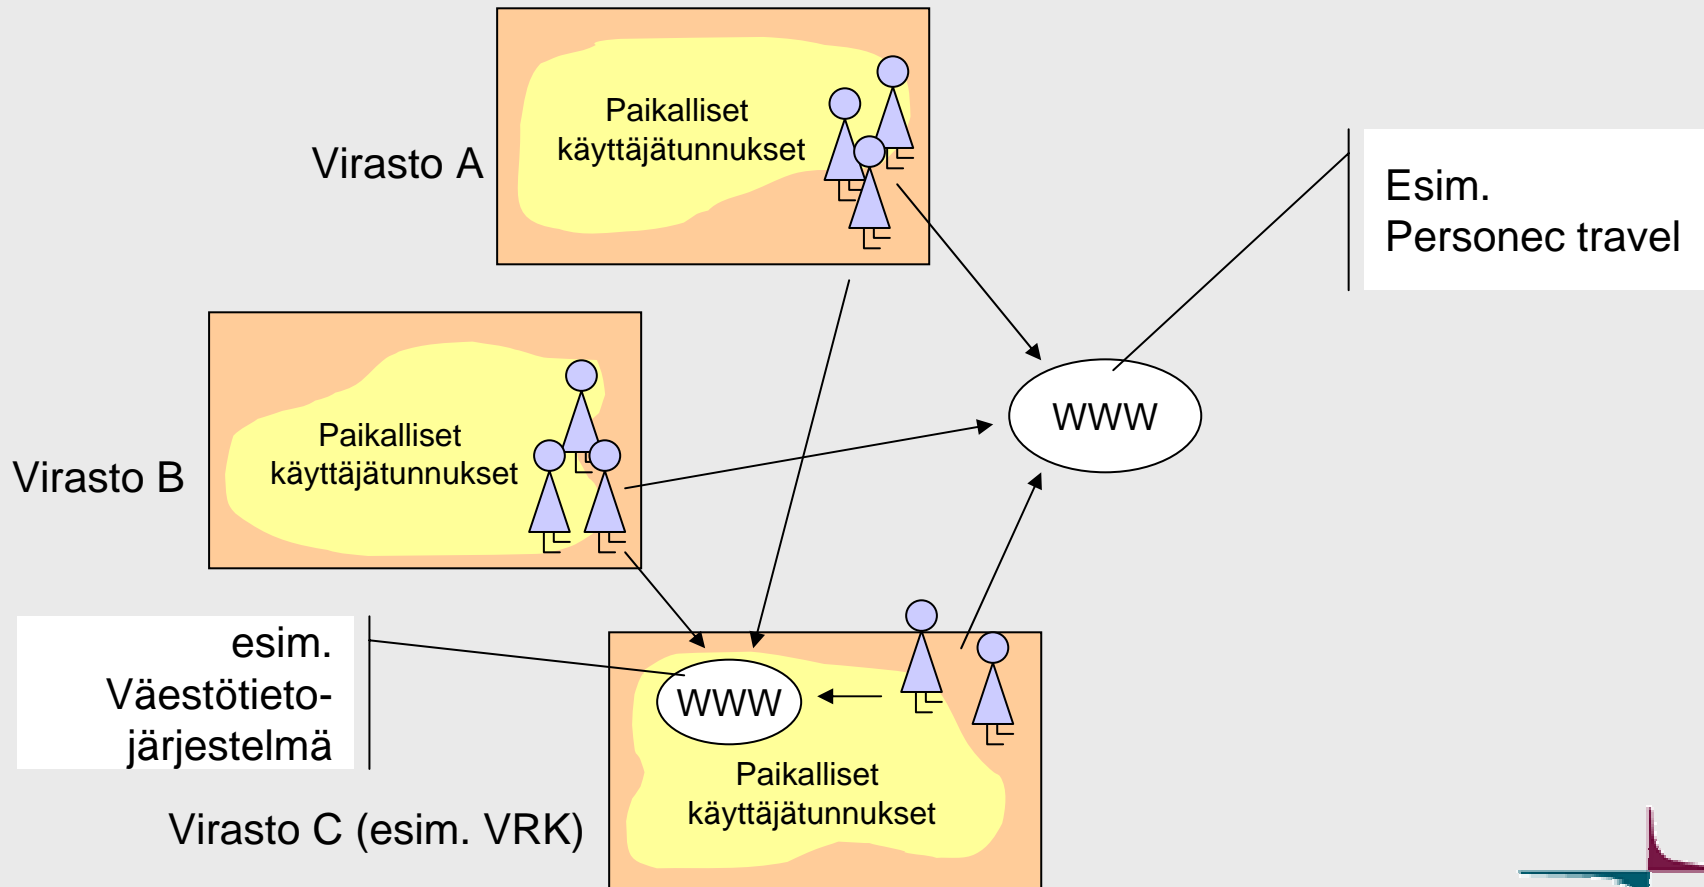 Paikalliset
käyttäjätunnukset
Virasto A
Esim.
Personec travel
WWW
Paikalliset
käyttäjätunnukset
Virasto B
esim.
Väestötieto-
järjestelmä
WWW
Paikalliset
käyttäjätunnukset
Virasto C (esim. VRK)